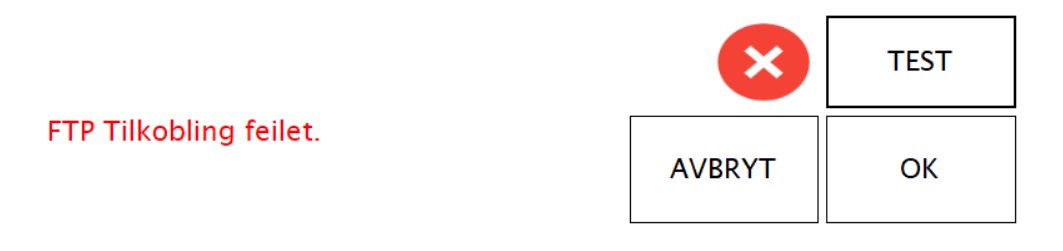 TEST
FTP Tilkobling feilet.
AVBRYT
OK